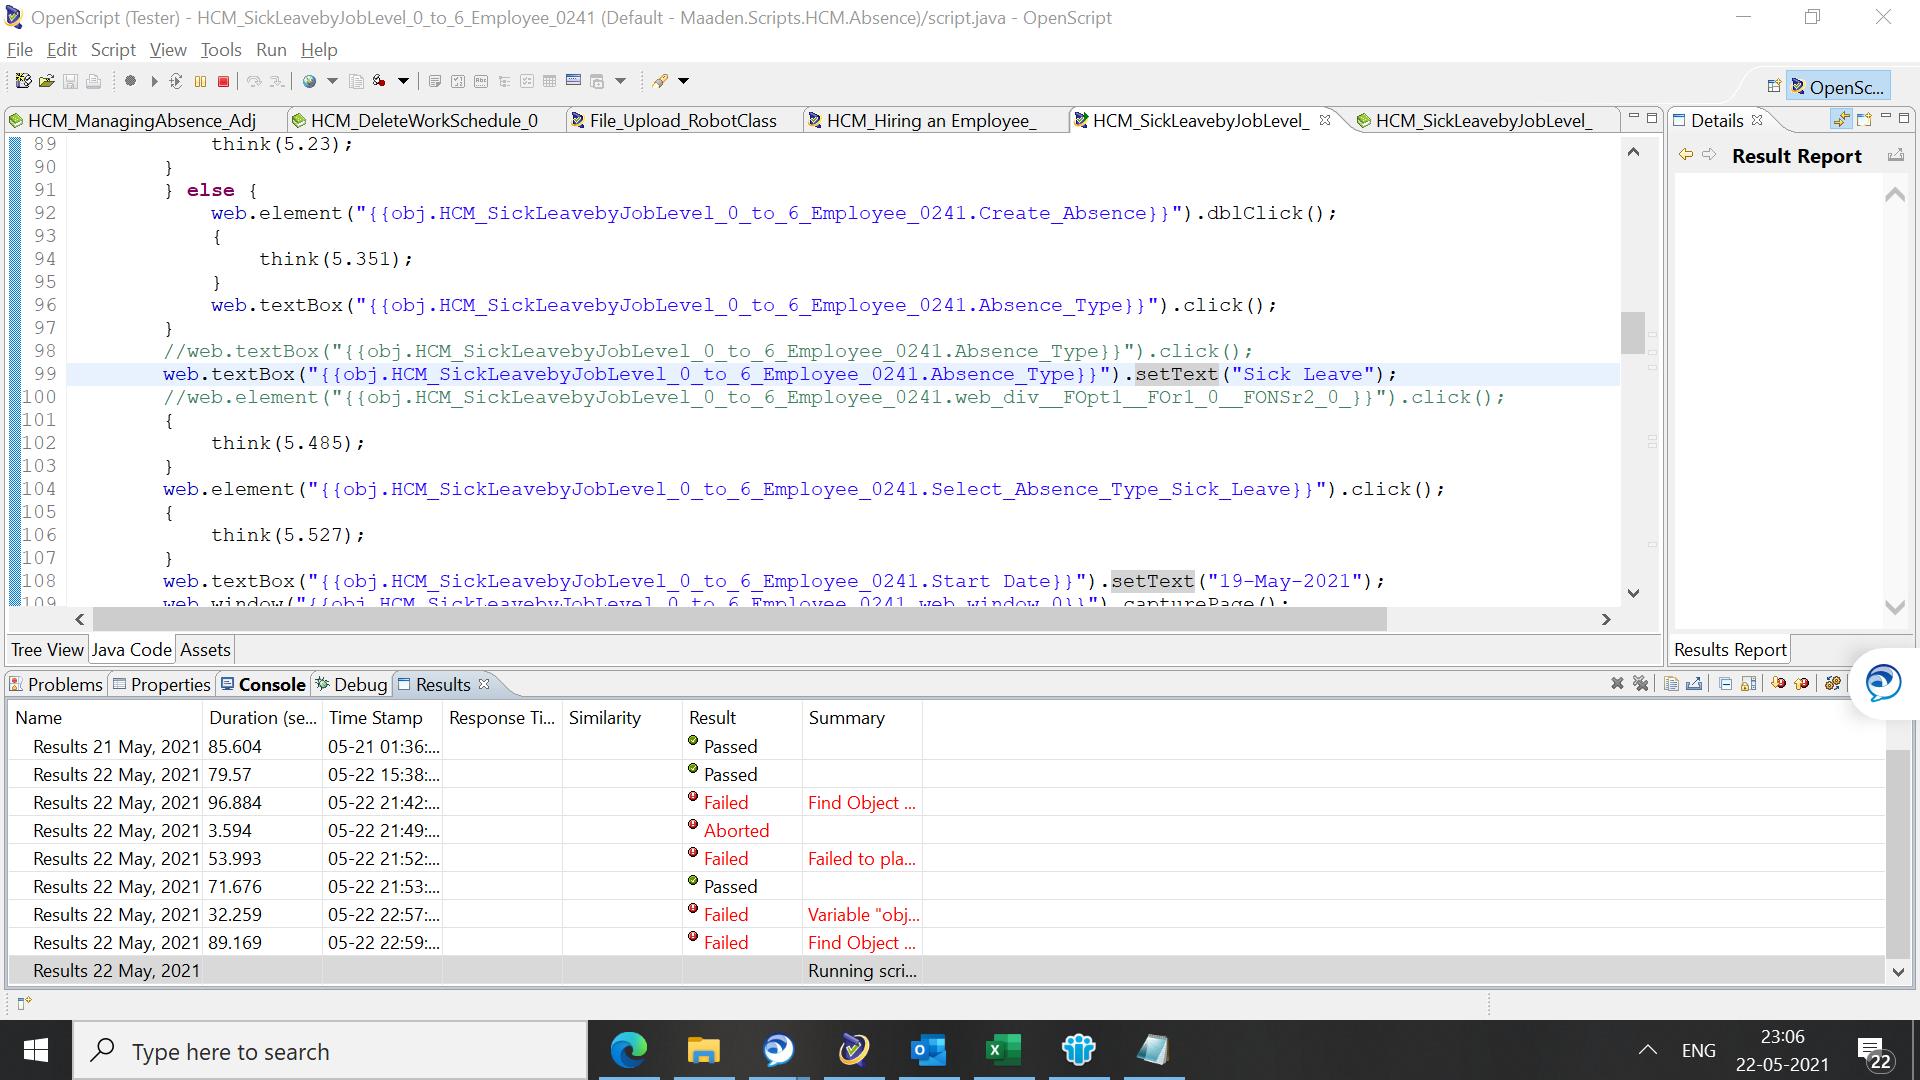 OpenScript (Tester) - HCM_SickLeavebyJobLevel_0_to_6_Employee_0241 (Default - Maaden.Scripts.HCM.Absence)/script.java - OpenScript
File Edit Script View Tools Run Help
OpenSc...
HCM_ManagingAbsence_Adj HCM_DeleteWorkSchedule_0 File_Upload_RobotClass HCM_Hiring an Employee_ HCM_SickLeavebyJobLevel_ HCM_SickLeavebyJobLevel_ Details
Result Report
89 think(5.23);
90 }
91 } else {
92 web.element("{{obj.HCM_SickLeavebyJobLevel_0_to_6_Employee_0241.Create_Absence}}").dblClick();
93 {
94 think(5.351);
95 }
96 web.textBox("{{obj.HCM_SickLeavebyJobLevel_0_to_6_Employee_0241.Absence_Type}}").click();
97 }
98 //web.textBox("{{obj.HCM_SickLeavebyJobLevel_0_to_6_Employee_0241.Absence_Type}}").click();
99 web.textBox("{{obj.HCM_SickLeavebyJobLevel_0_to_6_Employee_0241.Absence_Type}}").setText("Sick Leave");
100 //web.element("{{obj.HCM_SickLeavebyJobLevel_0_to_6_Employee_0241.web_div__FOpt1__FOr1_0__FONSr2_0_}}").click();
101 {
102 think(5.485);
103 }
104 web.element("{{obj.HCM_SickLeavebyJobLevel_0_to_6_Employee_0241.Select_Absence_Type_Sick_Leave}}").click();
105 {
106 think(5.527);
107 }
108 web.textBox("{{obj.HCM_SickLeavebyJobLevel_0_to_6_Employee_0241.Start Date}}").setText("19-May-2021");
109 web.window("{{obj.HCM_SickLeavebyJobLevel_0_to_6_Employee_0241.web_window_0}}").capturePage();
Tree View Java Code Assets
Results Report
Problems Properties Console Debug Results
Name Duration (se... Time Stamp Response Ti... Similarity Result Summary
Results 21 May, 2021 85.604 05-21 01:36:... Passed
Results 22 May, 2021 79.57 05-22 15:38:... Passed
Results 22 May, 2021 96.884 05-22 21:42:... Failed Find Object ...
Results 22 May, 2021 3.594 05-22 21:49:... Aborted
Results 22 May, 2021 53.993 05-22 21:52:... Failed Failed to pla...
Results 22 May, 2021 71.676 05-22 21:53:... Passed
Results 22 May, 2021 32.259 05-22 22:57:... Failed Variable "obj...
Results 22 May, 2021 89.169 05-22 22:59:... Failed Find Object ...
Results 22 May, 2021 Running scri...
Type here to search
ENG
23:06
22-05-2021
22